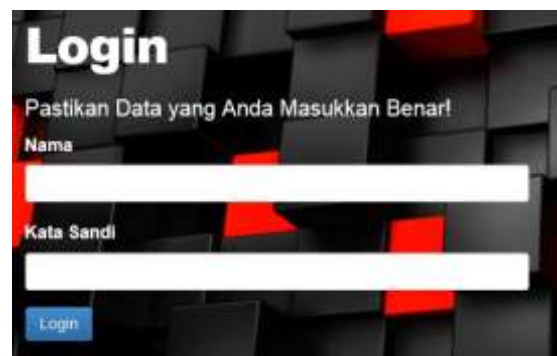 Login
Pastikan Data yang Anda Masukkan Benar!
Nama
Kata Sandi
Login